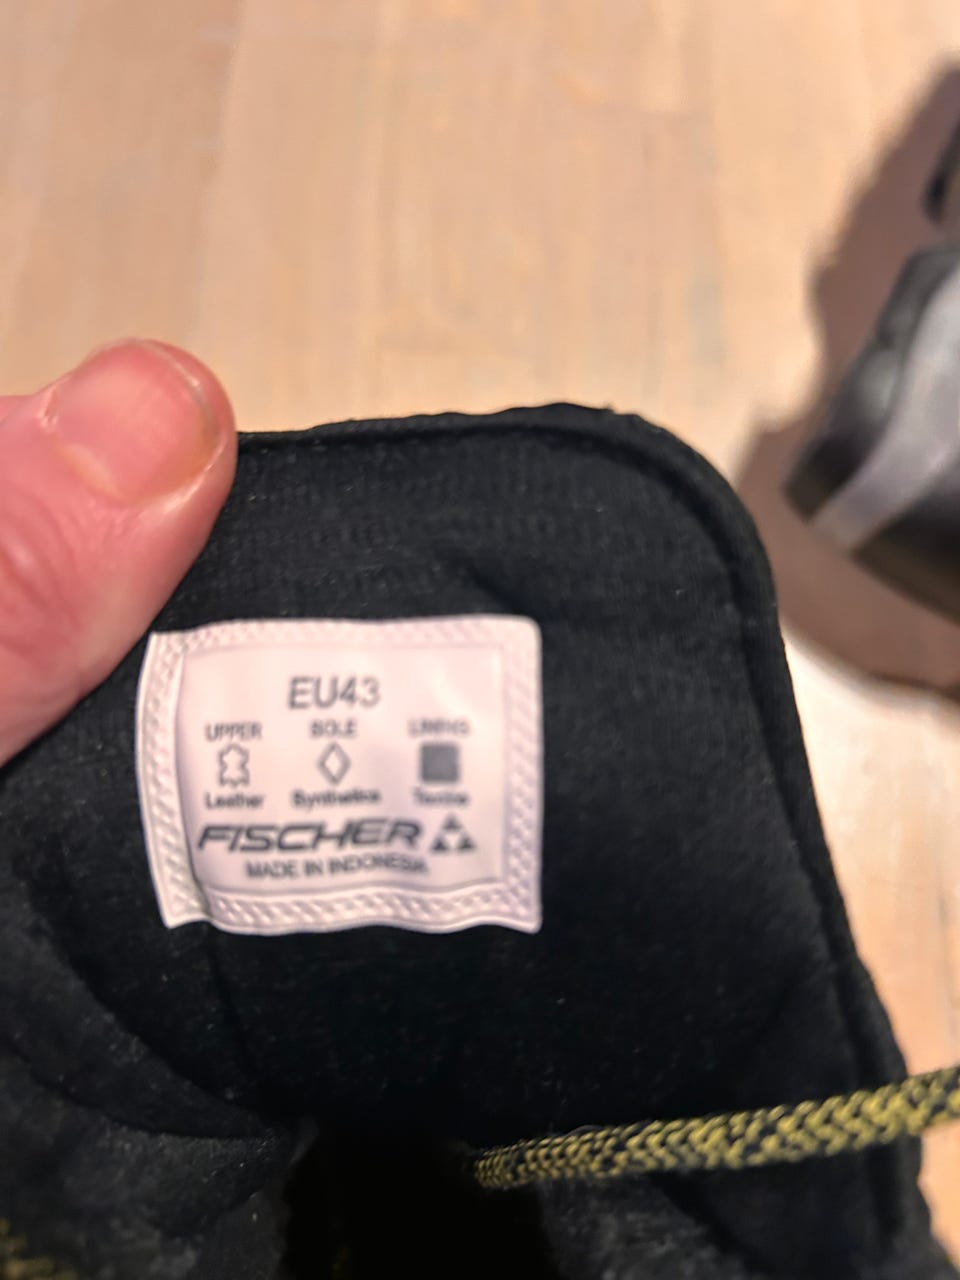 EU43
UPPER SOLE LINING
Leather Synthetics Textile
FISCHER
MADE IN INDONESIA